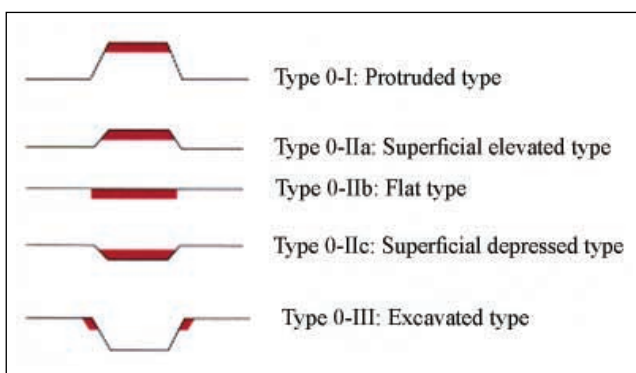 Type 0-I: Protruded type
Type 0-IIa: Superficial elevated type
Type 0-IIb: Flat type
Type 0-IIc: Superficial depressed type
Type 0-III: Excavated type